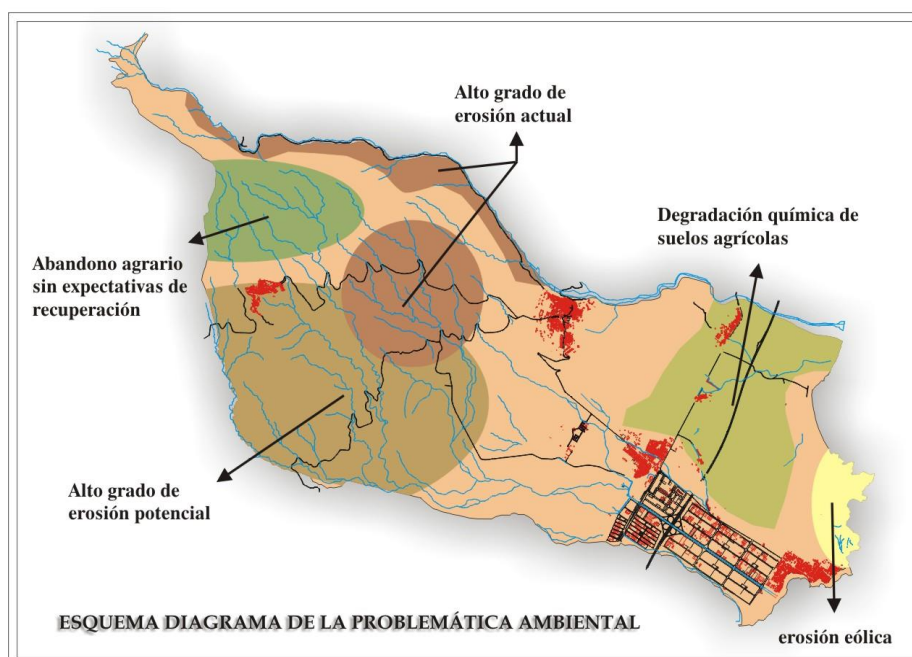 Alto grado de
erosión actual
Degradación química de
suelos agrícolas
Abandono agrario
sin expectativas de
recuperación
Alto grado de
erosión potencial
ESQUEMA DIAGRAMA DE LA PROBLEMÁTICA AMBIENTAL
erosión eólica